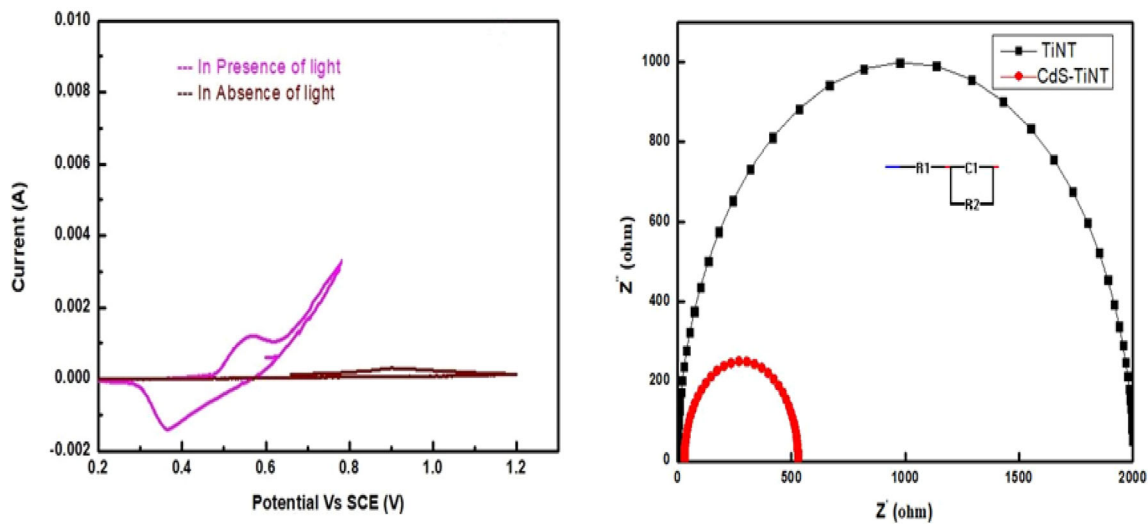 0.010
0.008
0.006
0.004
0.002
0.000
-0.002
Current (A)
--- In Presence of light
--- In Absence of light
0.2 0.4 0.6 0.8 1.0 1.2
Potential Vs SCE (V)
1000
800
600
400
200
0
Z'' (ohm)
TiNT
CdS-TiNT
R1 C1
R2
0 500 1000 1500 2000
Z' (ohm)